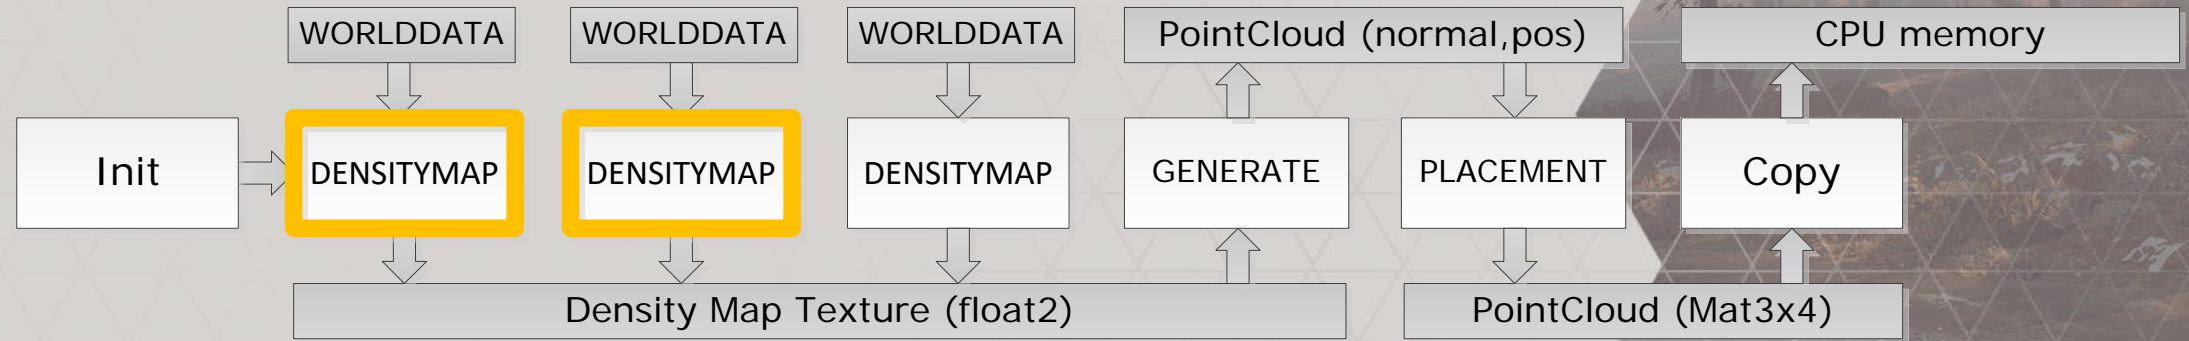 WORLDDATA
WORLDDATA
WORLDDATA
PointCloud (normal,pos)
CPU memory
Init
DENSITYMAP
DENSITYMAP
DENSITYMAP
GENERATE
PLACEMENT
Copy
Density Map Texture (float2)
PointCloud (Mat3x4)